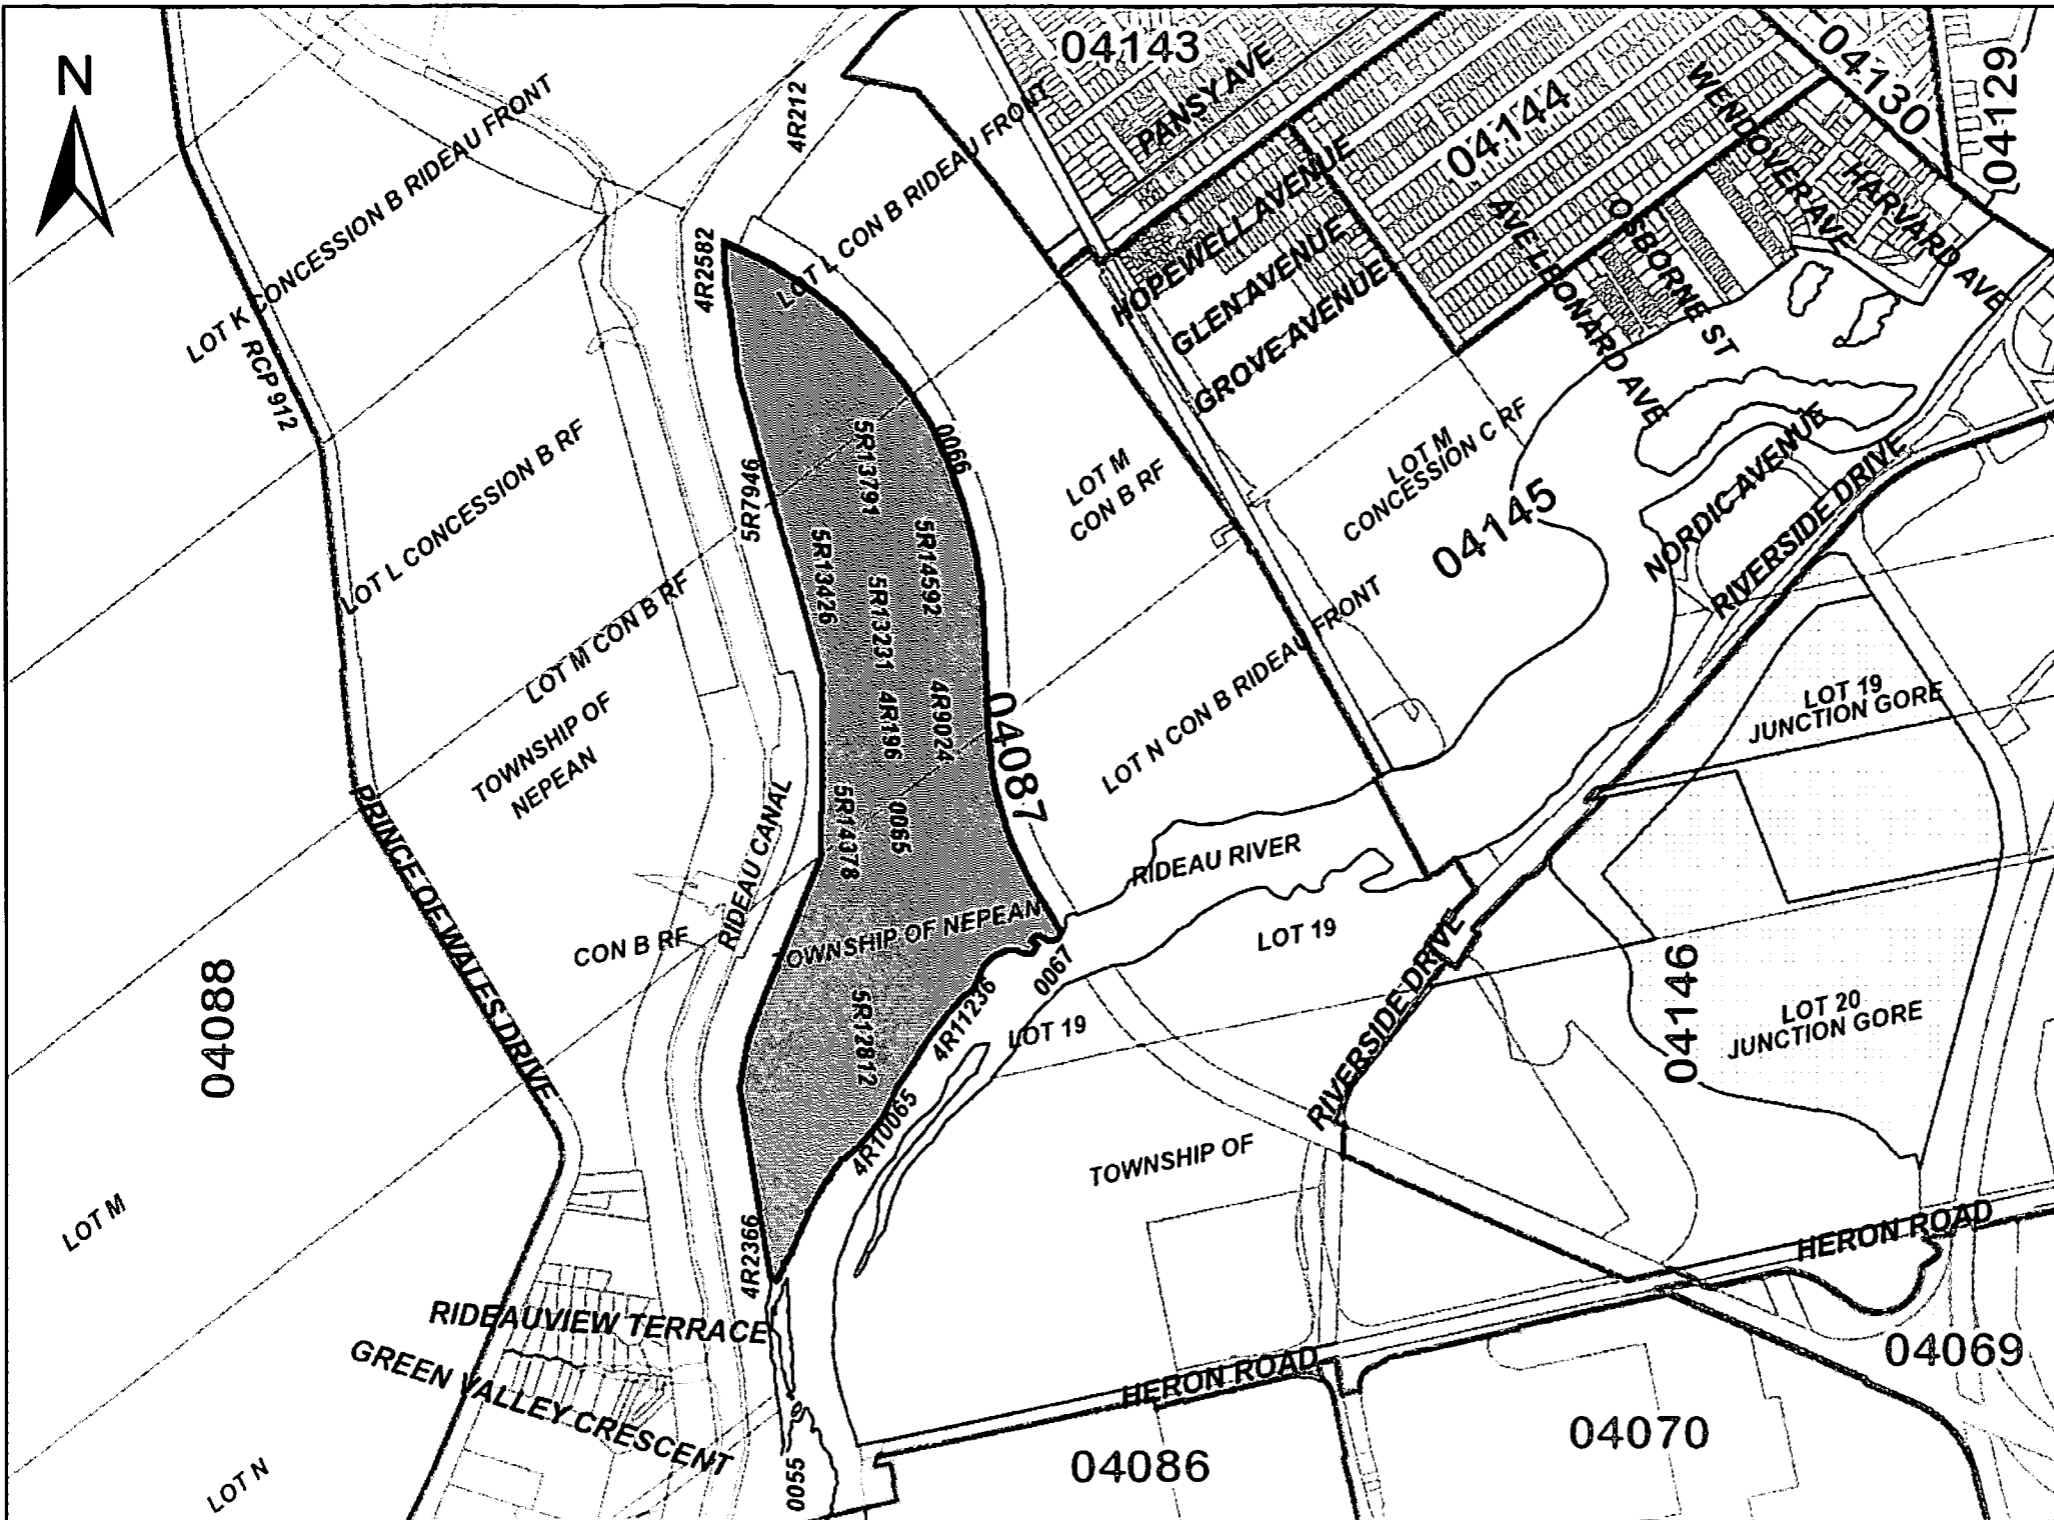 N
04143
PANSY AVE
04144
04130
04129
WENDOVER AVE
HARVARD AVE
OSBORNE ST
AVE LEONARD AVE
HOPEWELL AVENUE
GLEN AVENUE
GROVE AVENUE
4R212
LOT K CONCESSION B RIDEAU FRONT
RCP 912
4R2582
LOT L CON B RIDEAU FRONT
LOT L CONCESSION B RF
5R7946
5R13791
0066
5R13426
5R14592
5R13231
LOT M
CON B RF
LOT M
CONCESSION C RF
04145
NORDIC AVENUE
RIVERSIDE DRIVE
LOT M CON B RF
TOWNSHIP OF
NEPEAN
4R196
4R9024
04087
LOT N CON B RIDEAU FRONT
LOT 19
JUNCTION GORE
PRINCE OF WALES DRIVE
RIDEAU CANAL
5R14378
0065
RIDEAU RIVER
CON B RF
TOWNSHIP OF NEPEAN
LOT 19
RIVERSIDE DRIVE
04146
04088
5R12812
4R11236
0067
LOT 19
LOT 20
JUNCTION GORE
4R10065
TOWNSHIP OF
LOT M
4R2366
HERON ROAD
RIDEAUVIEW TERRACE
GREEN VALLEY CRESCENT
HERON ROAD
04069
04070
04086
0055
LOT N